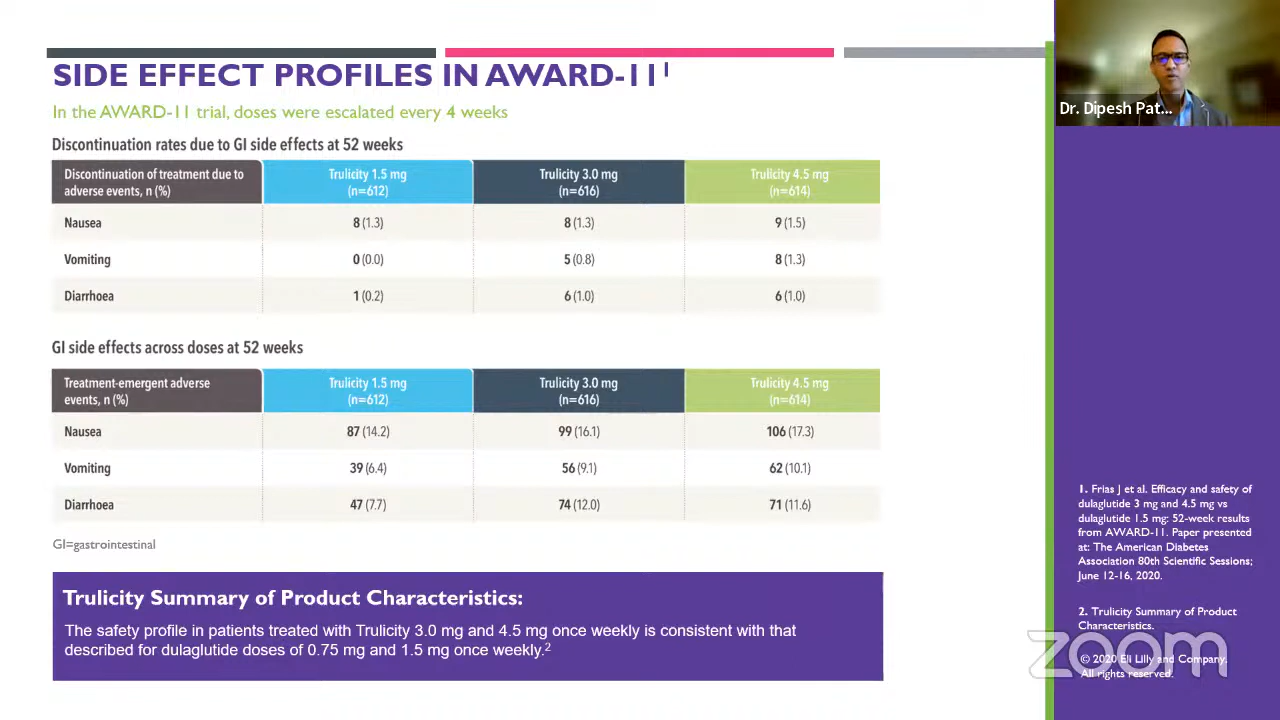 SIDE EFFECT PROFILES IN AWARD-11¹
In the AWARD-11 trial, doses were escalated every 4 weeks
Discontinuation rates due to GI side effects at 52 weeks
Discontinuation of treatment due to adverse events, n (%) Trulicity 1.5 mg (n=612) Trulicity 3.0 mg (n=616) Trulicity 4.5 mg (n=614)
Nausea 8 (1.3) 8 (1.3) 9 (1.5)
Vomiting 0 (0.0) 5 (0.8) 8 (1.3)
Diarrhoea 1 (0.2) 6 (1.0) 6 (1.0)
GI side effects across doses at 52 weeks
Treatment-emergent adverse events, n (%) Trulicity 1.5 mg (n=612) Trulicity 3.0 mg (n=616) Trulicity 4.5 mg (n=614)
Nausea 87 (14.2) 99 (16.1) 106 (17.3)
Vomiting 39 (6.4) 56 (9.1) 62 (10.1)
Diarrhoea 47 (7.7) 74 (12.0) 71 (11.6)
GI=gastrointestinal
Trulicity Summary of Product Characteristics:
The safety profile in patients treated with Trulicity 3.0 mg and 4.5 mg once weekly is consistent with that
described for dulaglutide doses of 0.75 mg and 1.5 mg once weekly.²
Dr. Dipesh Pat...
1. Frias J et al. Efficacy and safety of
dulaglutide 3 mg and 4.5 mg vs
dulaglutide 1.5 mg: 52-week results
from AWARD-11. Paper presented
at: The American Diabetes
Association 80th Scientific Sessions;
June 12-16, 2020.
2. Trulicity Summary of Product
Characteristics.
© 2020 Eli Lilly and Company.
All rights reserved.
zoom